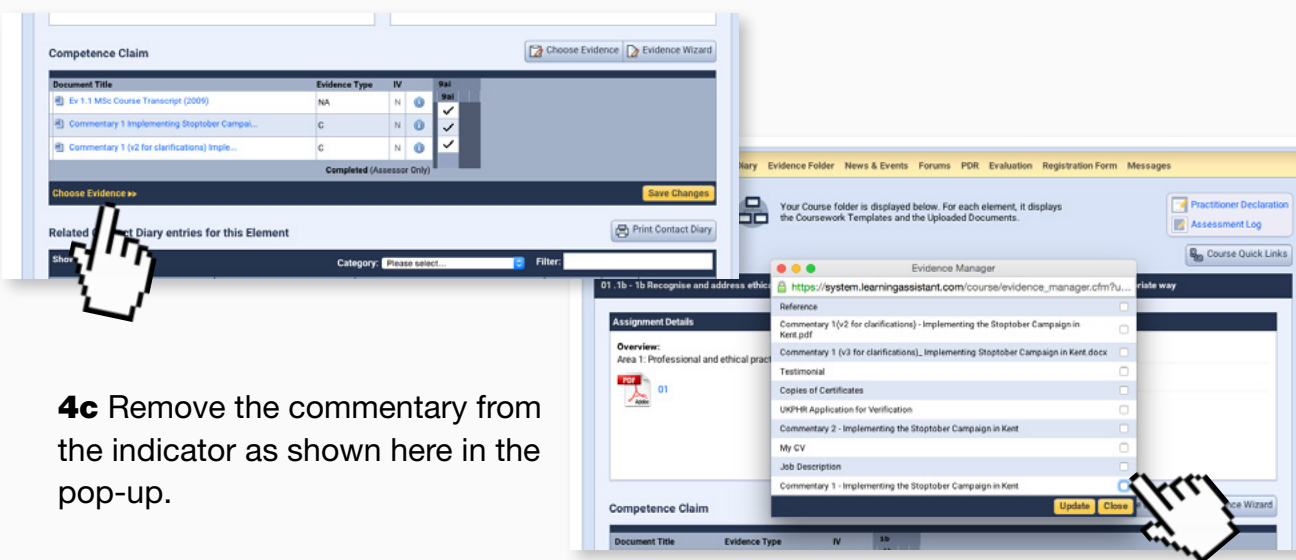 Competence Claim
Choose Evidence Evidence Wizard
Document Title Evidence Type IV 9ai
9ai
Ev 1.1 MSc Course Transcript (2009) NA N
Commentary 1 Implementing Stoptober Campai... C N
Commentary 1 (v2 for clarifications) Imple... C N
Completed (Assessor Only)
Choose Evidence Save Changes
Related Diary entries for this Element
Print Contact Diary
Category: Please select... Filter:
4c Remove the commentary from
the indicator as shown here in the
pop-up.
Evidence Folder News & Events Forums PDR Evaluation Registration Form Messages
Your Course folder is displayed below. For each element, it displays
the Coursework Templates and the Uploaded Documents.
Practitioner Declaration
Assessment Log
Course Quick Links
01 .1b - 1b Recognise and address way
Assignment Details
Overview:
Area 1: Professional and ethical
PDF
Adobe
01
Evidence Manager
https://system.learningassistant.com/course/evidence_manager.cfm?u...
Reference
Commentary 1(v2 for clarifications) - Implementing the Stoptober Campaign in
Kent.pdf
Commentary 1 (v3 for clarifications)_ Implementing Stoptober Campaign in Kent.docx
Testimonial
Copies of Certificates
UKPHR Application for Verification
Commentary 2 - Implementing the Stoptober Campaign in Kent
My CV
Job Description
Commentary 1 - Implementing the Stoptober Campaign in Kent
Update Close
Competence Claim
Wizard
Document Title Evidence Type IV 1b